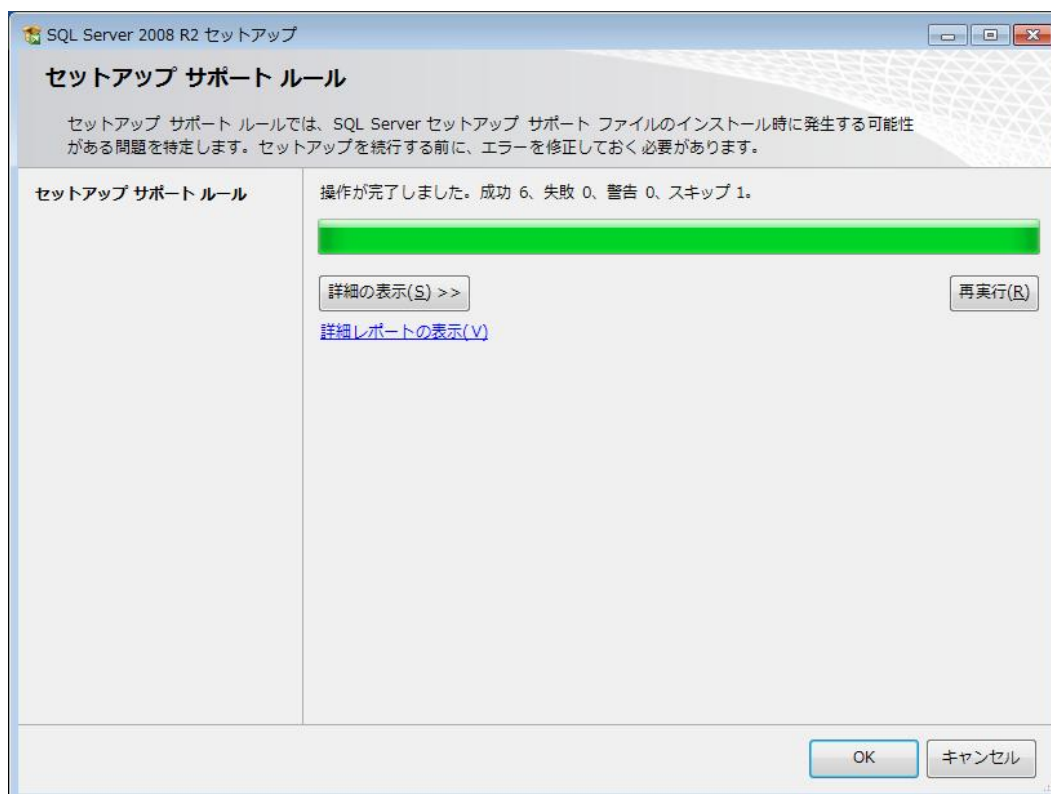 SQL Server 2008 R2 セットアップ
セットアップ サポート ルール
セットアップ サポート ルールでは、SQL Server セットアップ サポート ファイルのインストール時に発生する可能性
がある問題を特定します。セットアップを続行する前に、エラーを修正しておく必要があります。
セットアップ サポート ルール
操作が完了しました。成功 6、失敗 0、警告 0、スキップ 1。
詳細の表示(S) >>
再実行(R)
詳細レポートの表示(V)
OK
キャンセル